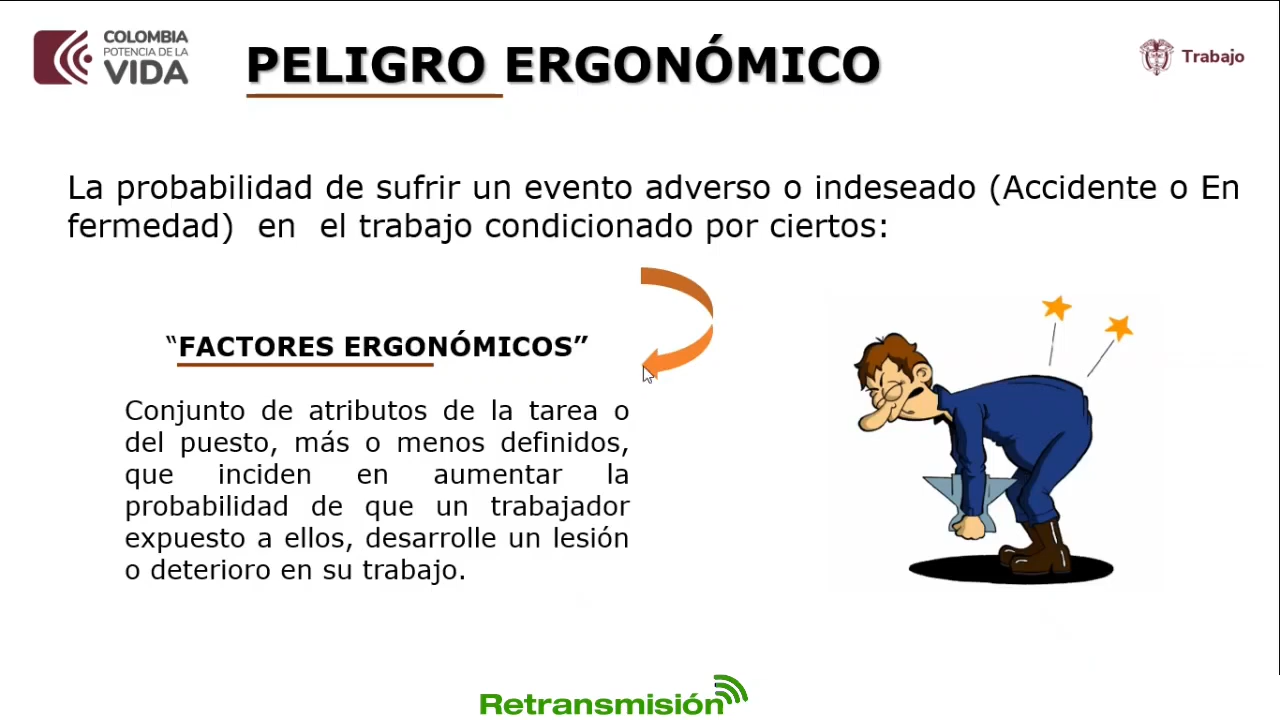 COLOMBIA
POTENCIA DE LA
VIDA
PELIGRO ERGONÓMICO
Trabajo
La probabilidad de sufrir un evento adverso o indeseado (Accidente o En
fermedad) en el trabajo condicionado por ciertos:
“FACTORES ERGONÓMICOS”
Conjunto de atributos de la tarea o
del puesto, más o menos definidos,
que inciden en aumentar la
probabilidad de que un trabajador
expuesto a ellos, desarrolle un lesión
o deterioro en su trabajo.
Retransmisión